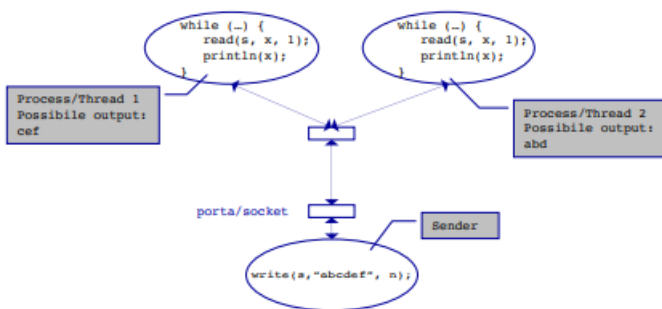 while (…) {
read(s, x, 1);
println(x);
}
while (…) {
read(s, x, 1);
println(x);
}
Process/Thread 1
Possibile output:
cef
Process/Thread 2
Possibile output:
abd
porta/socket
Sender
write(s,"abcdef", n);